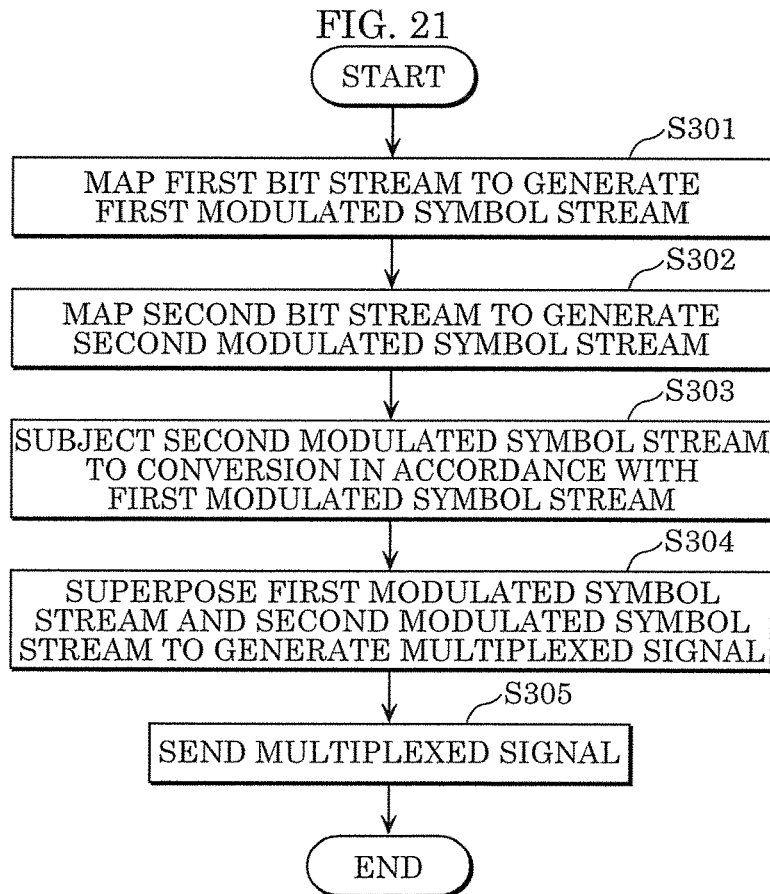 FIG. 21
START
S301
MAP FIRST BIT STREAM TO GENERATE
FIRST MODULATED SYMBOL STREAM
S302
MAP SECOND BIT STREAM TO GENERATE
SECOND MODULATED SYMBOL STREAM
S303
SUBJECT SECOND MODULATED SYMBOL STREAM
TO CONVERSION IN ACCORDANCE WITH
FIRST MODULATED SYMBOL STREAM
S304
SUPERPOSE FIRST MODULATED SYMBOL
STREAM AND SECOND MODULATED SYMBOL
STREAM TO GENERATE MULTIPLEXED SIGNAL
S305
SEND MULTIPLEXED SIGNAL
END